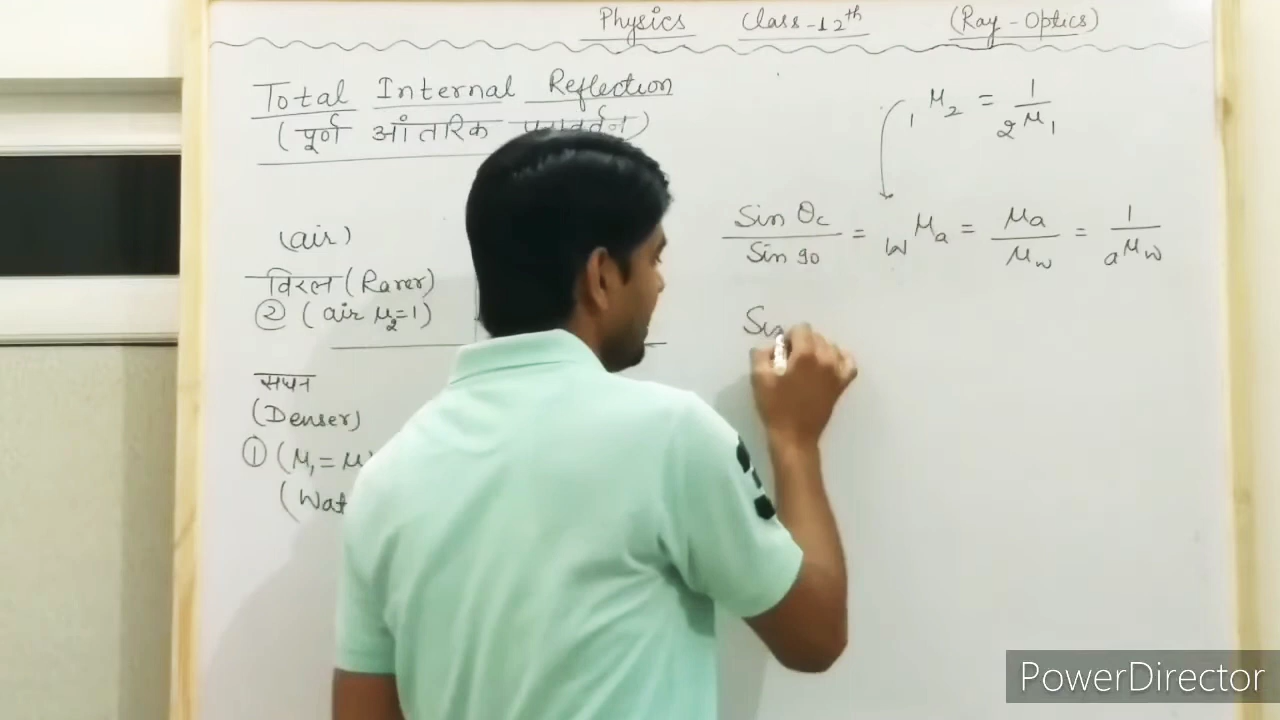 Physics Class-12th (Ray-Optics)
Total Internal Reflection
(पूर्ण आंतरिक परावर्तन)
(air)
विरल (Rarer)
② (air μ₂=1)
सघन
(Denser)
① (μ₁ = μ
(Wat
₁μ₂ = 1/₂μ₁
Sin θc / Sin 90 = wμa = μa/μw = 1/aμw
Sin
PowerDirector